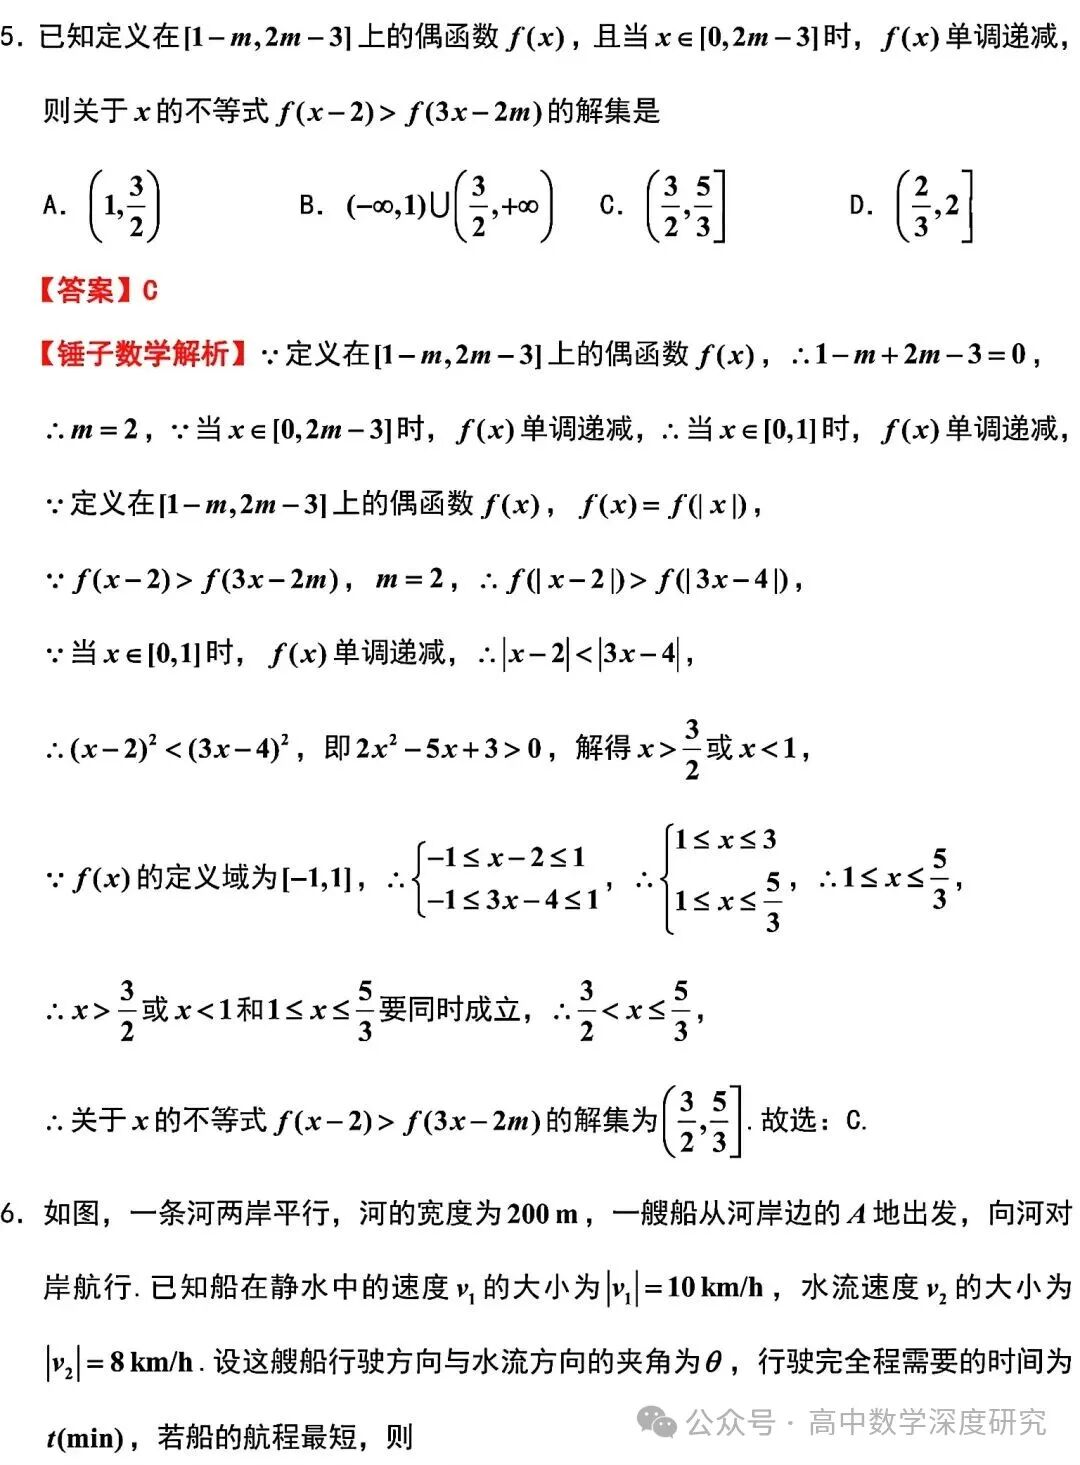 5. 已知定义在[1−m,2m−3]上的偶函数 f(x)，且当 x∈[0,2m−3]时，f(x)单调递减，
则关于 x 的不等式 f(x−2)> f(3x−2m)的解集是
A. (1,3/2)  B. (−∞,1)∪(3/2,+∞)  C. (3/2,5/3]  D. (2/3,2]
【答案】C
【锤子数学解析】∵定义在[1−m,2m−3]上的偶函数 f(x)，∴1−m+2m−3=0，
∴m=2，∵当x∈[0,2m−3]时，f(x)单调递减，∴当x∈[0,1]时，f(x)单调递减，
∵定义在[1−m,2m−3]上的偶函数 f(x)，f(x)= f(|x|)，
∵f(x−2)> f(3x−2m)，m=2，∴f(|x−2|)> f(|3x−4|)，
∵当x∈[0,1]时，f(x)单调递减，∴|x−2|<|3x−4|，
∴(x−2)²<(3x−4)²，即2x²−5x+3>0，解得x>3/2或x<1，
∵f(x)的定义域为[−1,1]，∴{−1≤x−2≤1 −1≤3x−4≤1，∴{1≤x≤3 1≤x≤5/3，∴1≤x≤5/3，
∴x>3/2或x<1和1≤x≤5/3要同时成立，∴3/2<x≤5/3，
∴关于x的不等式 f(x−2)> f(3x−2m)的解集为(3/2,5/3].故选：C.
6. 如图，一条河两岸平行，河的宽度为200 m，一艘船从河岸边的A地出发，向河对
岸航行.已知船在静水中的速度v₁的大小为|v₁|=10 km/h，水流速度v₂的大小为
|v₂|=8 km/h.设这艘船行驶方向与水流方向的夹角为θ，行驶完全程需要的时间为
t(min)，若船的航程最短，则
公众号·高中数学深度研究